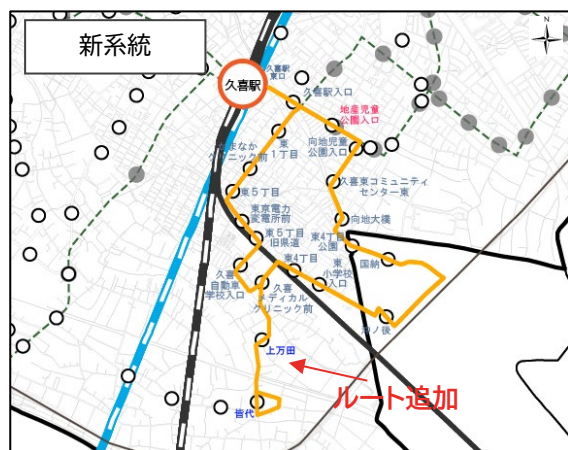 新系統
N
久喜駅
久喜駅
東口
久喜駅入口
地産児童
公園入口
東
1丁目
向地児童
公園入口
たまなか
クリニック前
久喜東コミュニティ
センター東
東5丁目
東京電力
変電所前
向地大橋
東6丁目
旧県道
東4丁目
公園
東4丁目
東
小学校
入口
国納
久喜
自動車
学校入口
久喜
メディカル
クリニック前
ノ後
上万田
ルート追加
皆代